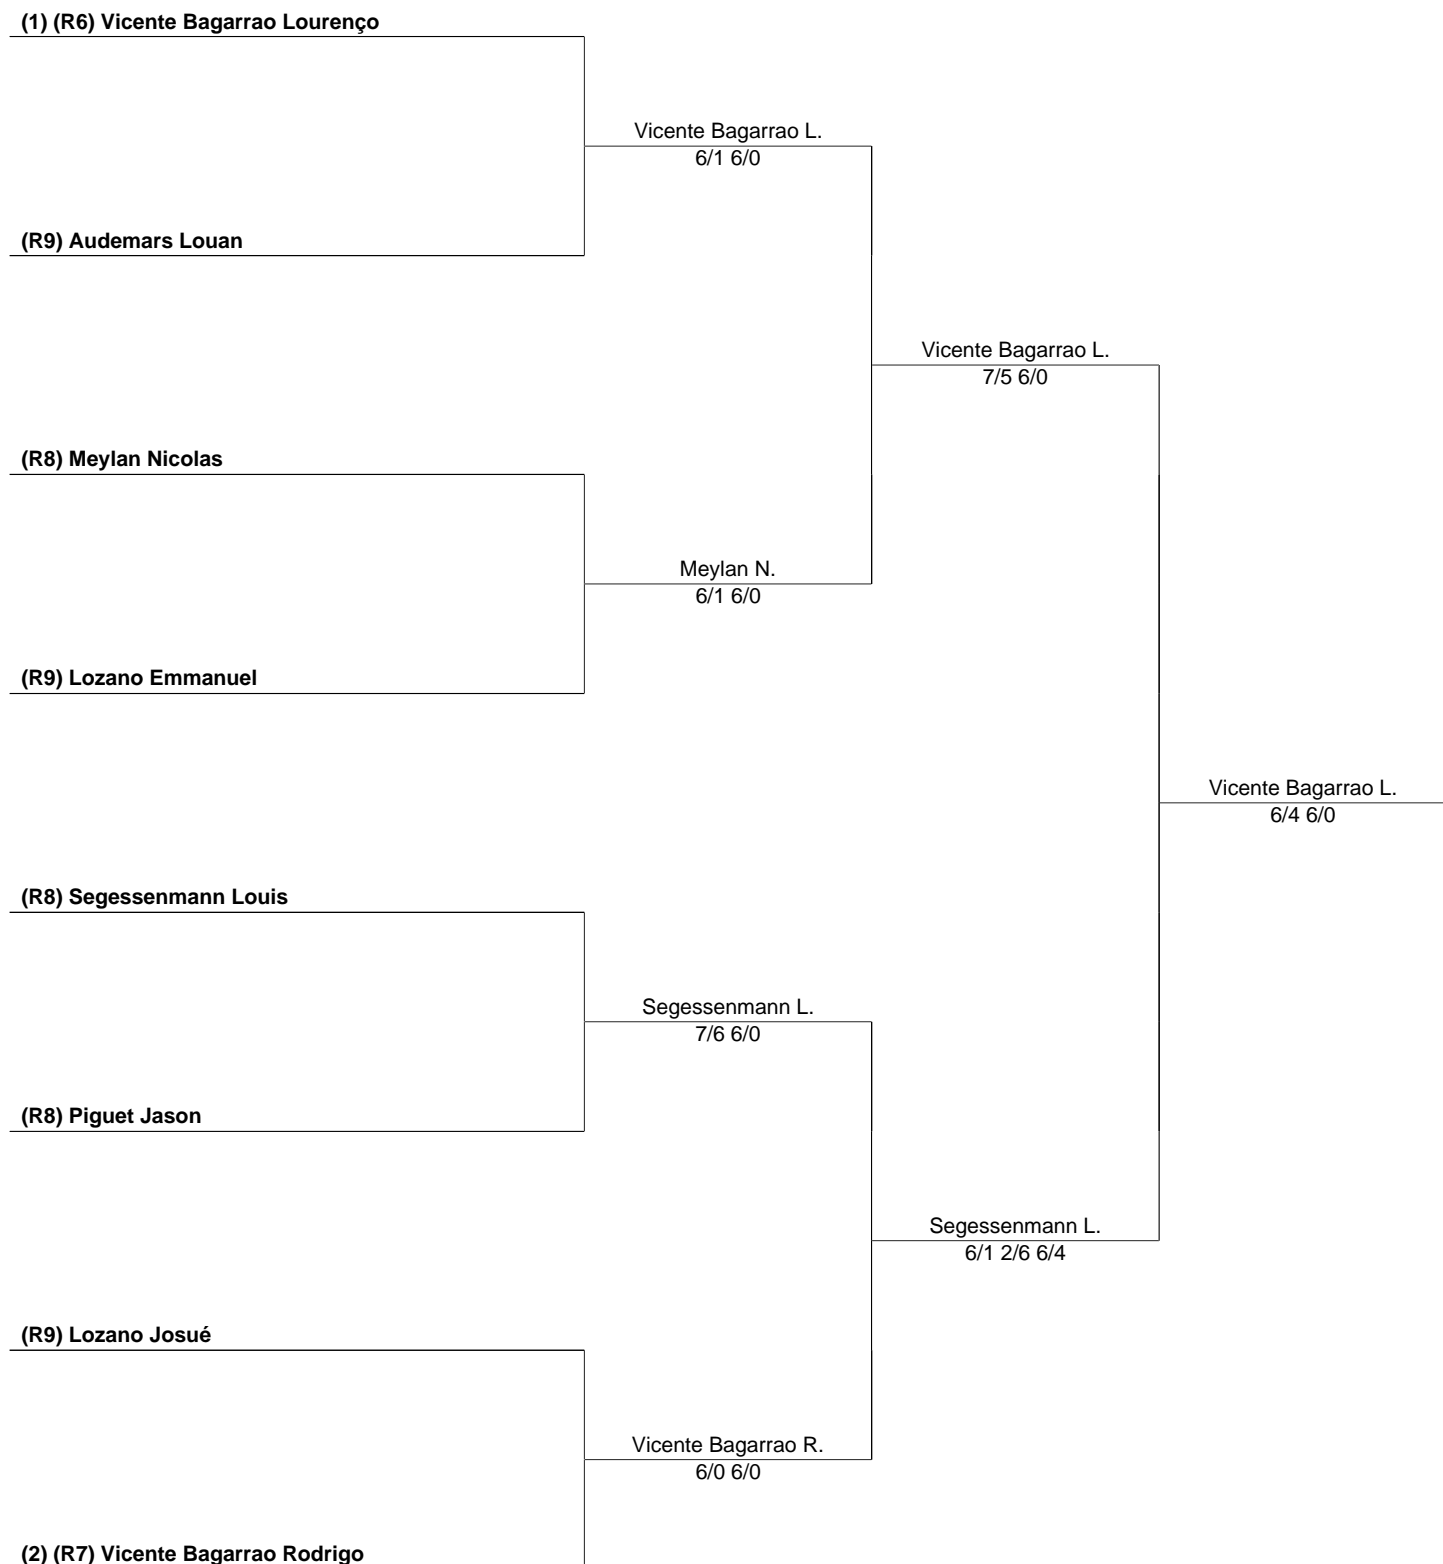 (1) (R6) Vicente Bagarrao Lourenço
Vicente Bagarrao L.
6/1 6/0
(R9) Audemars Louan
Vicente Bagarrao L.
7/5 6/0
(R8) Meylan Nicolas
Meylan N.
6/1 6/0
(R9) Lozano Emmanuel
Vicente Bagarrao L.
6/4 6/0
(R8) Segessenmann Louis
Segessenmann L.
7/6 6/0
(R8) Piguet Jason
Segessenmann L.
6/1 2/6 6/4
(R9) Lozano Josué
Vicente Bagarrao R.
6/0 6/0
(2) (R7) Vicente Bagarrao Rodrigo